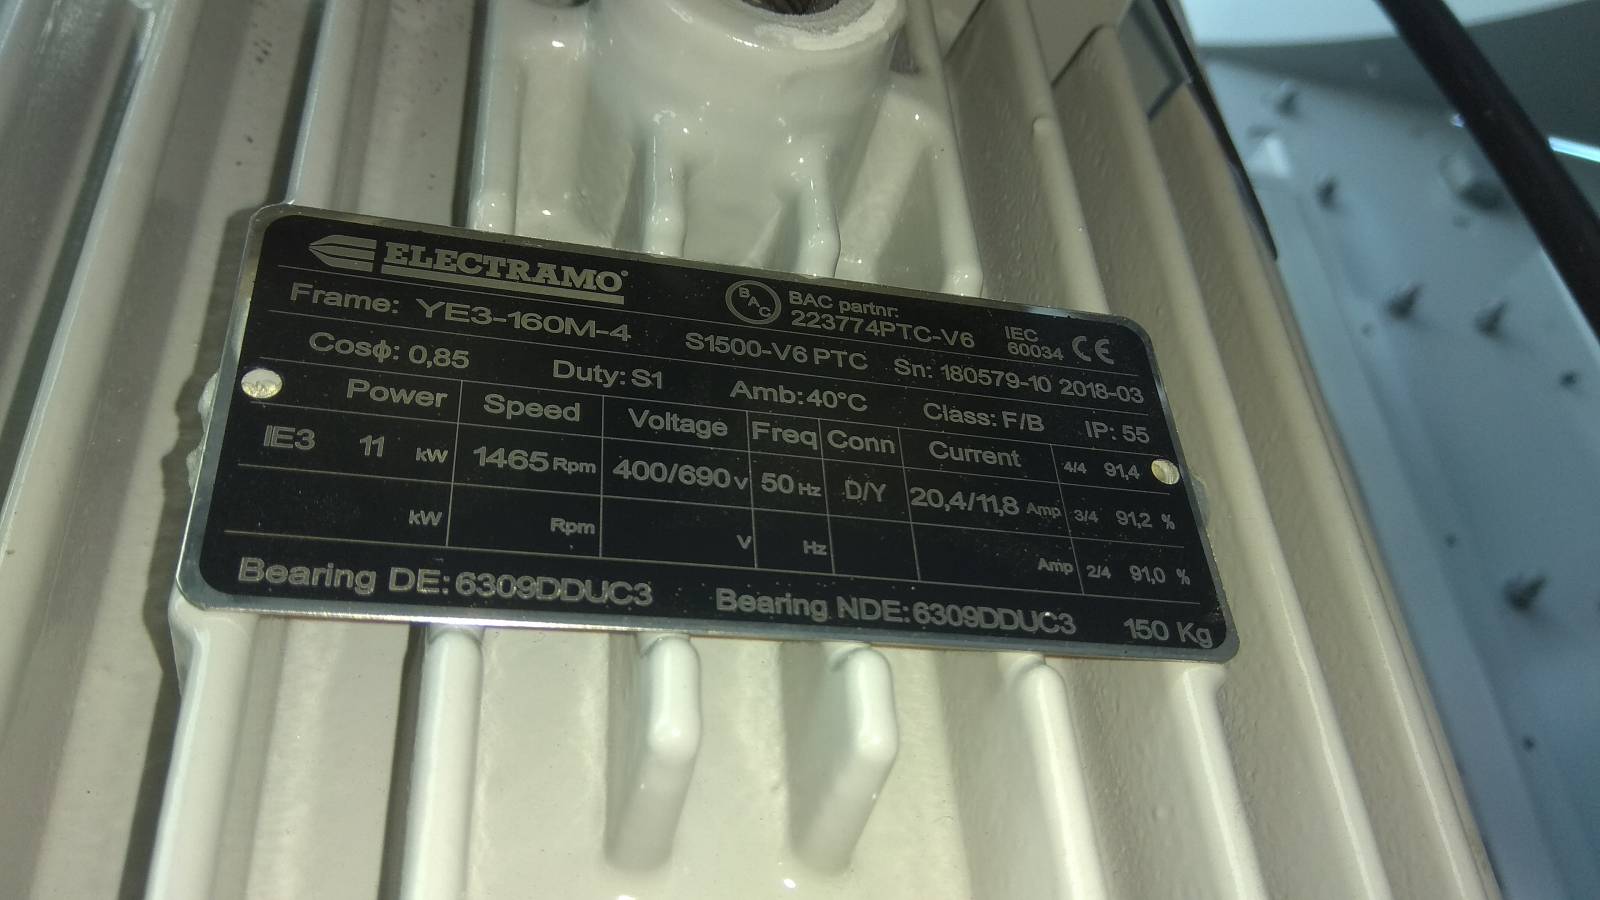 ELECTRAMO
BAC
BAC partnr:
223774PTC-V6
IEC
60034 CE
Frame: YE3-160M-4 S1500-V6 PTC Sn: 180579-10 2018-03
Cosϕ: 0,85 Duty: S1 Amb: 40°C Class: F/B IP: 55
Power Speed Voltage Freq Conn Current 4/4 91,4
IE3 11 kW 1465 Rpm 400/690 V 50 Hz D/Y 20,4/11,8 Amp 3/4 91,2 %
kW Rpm V Hz Amp 2/4 91,0 %
Bearing DE: 6309DDUC3 Bearing NDE: 6309DDUC3 150 Kg